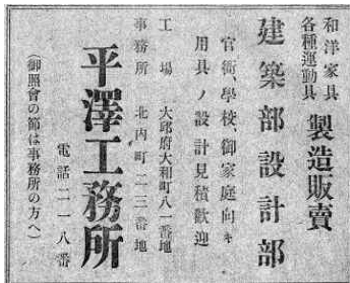 和洋家具
各種運動具
製造販賣
建築部設計部
官衙、學校、御家庭向キ
用具ノ設計見積歡迎
工場 大邱府大和町八一番地
事務所 北內町二三番地
平澤工務所
電話二一八番
(御照會の節は事務所の方へ)